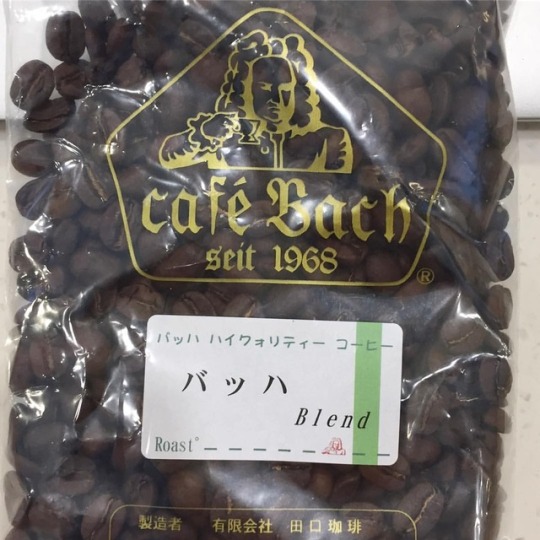 café Bach
seit 1968
®
バッハ ハイクォリティー コーヒー
バッハ
Blend
Roast°
製造者 有限会社 田口珈琲